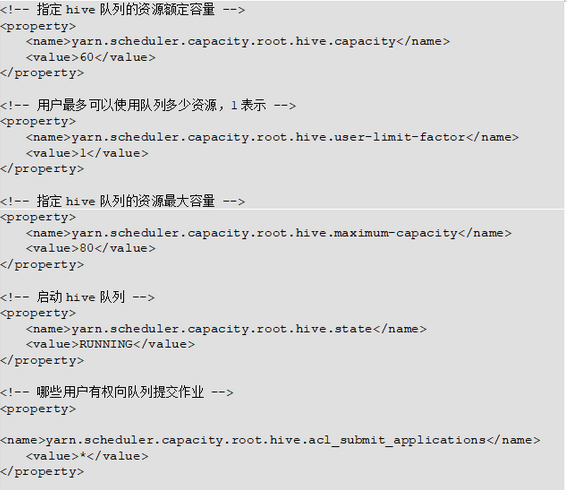 <!-- 指定 hive 队列的资源额定容量 -->
<property>
    <name>yarn.scheduler.capacity.root.hive.capacity</name>
    <value>60</value>
</property>

<!-- 用户最多可以使用队列多少资源，1 表示 -->
<property>
    <name>yarn.scheduler.capacity.root.hive.user-limit-factor</name>
    <value>1</value>
</property>

<!-- 指定 hive 队列的资源最大容量 -->
<property>
    <name>yarn.scheduler.capacity.root.hive.maximum-capacity</name>
    <value>80</value>
</property>

<!-- 启动 hive 队列 -->
<property>
    <name>yarn.scheduler.capacity.root.hive.state</name>
    <value>RUNNING</value>
</property>

<!-- 哪些用户有权向队列提交作业 -->
<property>

<name>yarn.scheduler.capacity.root.hive.acl_submit_applications</name>
    <value>*</value>
</property>